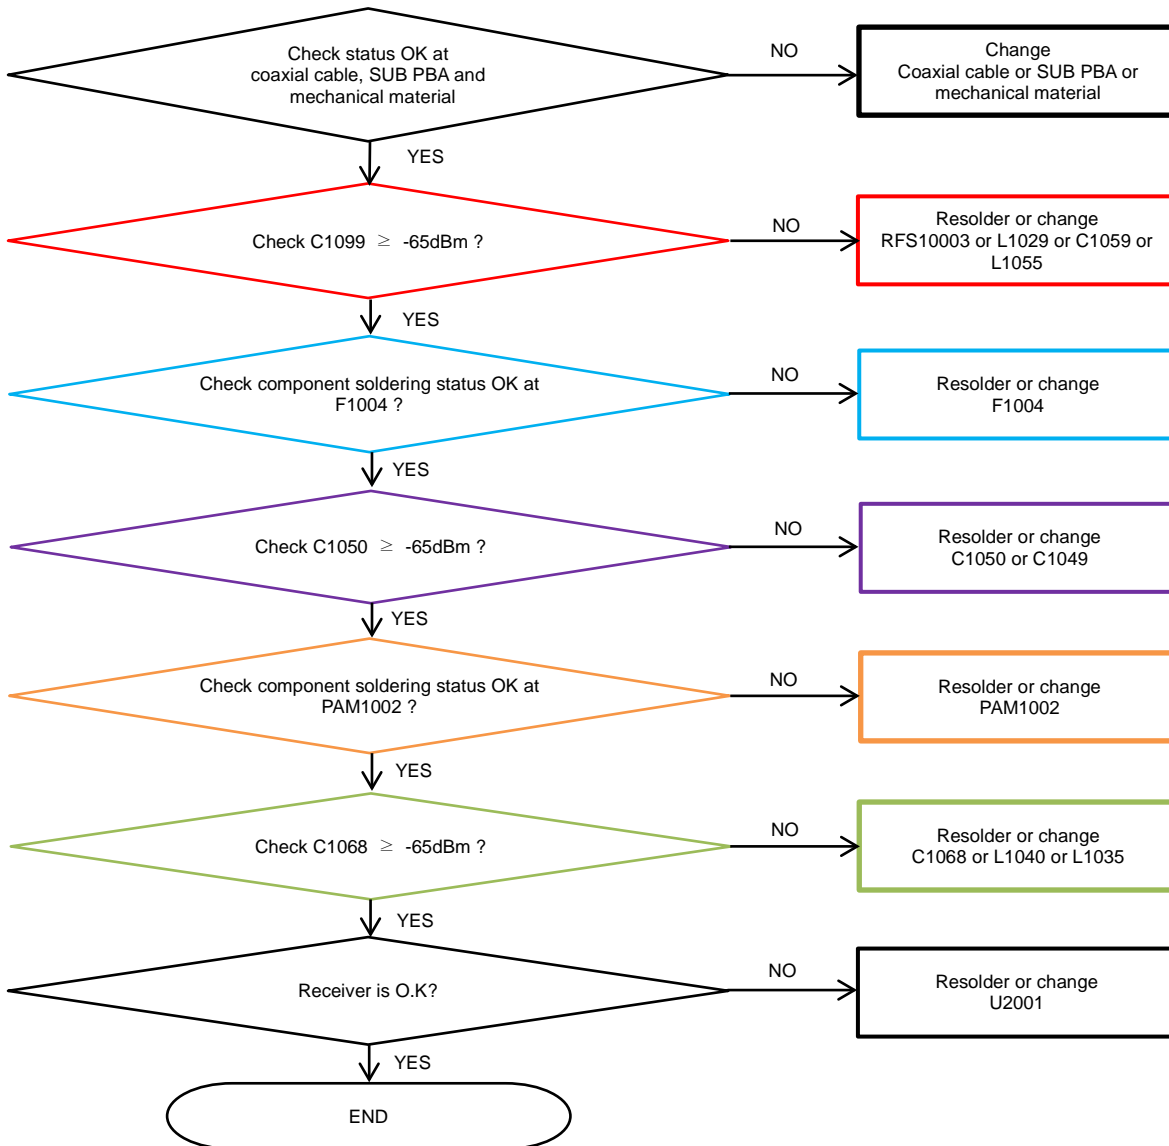 Check status OK at
coaxial cable, SUB PBA and
mechanical material
NO
Change
Coaxial cable or SUB PBA or
mechanical material
YES
Check C1099 ≥ -65dBm ?
NO
Resolder or change
RFS10003 or L1029 or C1059 or
L1055
YES
Check component soldering status OK at
F1004 ?
NO
Resolder or change
F1004
YES
Check C1050 ≥ -65dBm ?
NO
Resolder or change
C1050 or C1049
YES
Check component soldering status OK at
PAM1002 ?
NO
Resolder or change
PAM1002
YES
Check C1068 ≥ -65dBm ?
NO
Resolder or change
C1068 or L1040 or L1035
YES
Receiver is O.K?
NO
Resolder or change
U2001
YES
END